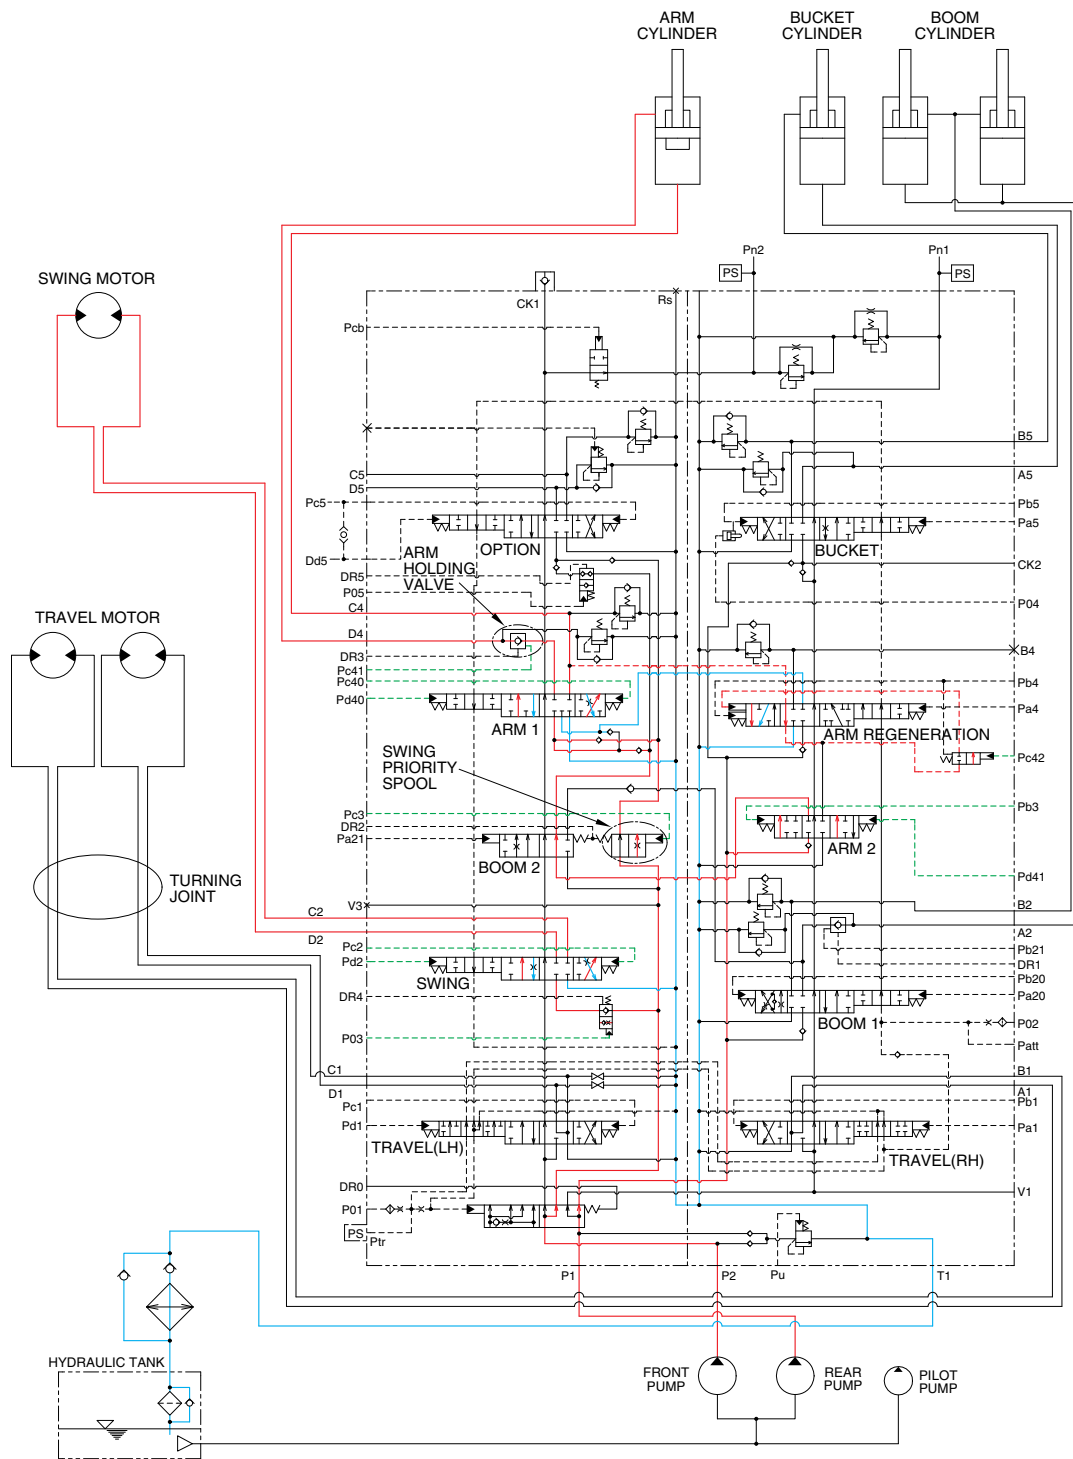 ARM
CYLINDER
BUCKET
CYLINDER
BOOM
CYLINDER
Pn2
Pn1
PS
PS
SWING MOTOR
CK1
Rs
Pcb
B5
C5
A5
D5
Pc5
Pb5
Pa5
OPTION
BUCKET
ARM
HOLDING
VALVE
Dd5
CK2
DR5
P05
P04
C4
TRAVEL MOTOR
D4
B4
DR3
Pc41
Pc40
Pb4
Pd40
Pa4
ARM 1
ARM REGENERATION
SWING
PRIORITY
SPOOL
Pc42
Pc3
Pb3
DR2
Pa21
BOOM 2
ARM 2
TURNING
JOINT
Pd41
V3
B2
C2
A2
D2
Pc2
Pb21
Pd2
DR1
SWING
Pb20
DR4
Pa20
BOOM 1
P03
P02
Patt
C1
B1
D1
A1
Pc1
Pb1
Pd1
Pa1
TRAVEL(LH)
TRAVEL(RH)
DR0
V1
P01
PS
Ptr
P1
P2
Pu
T1
HYDRAULIC TANK
FRONT
PUMP
REAR
PUMP
PILOT
PUMP